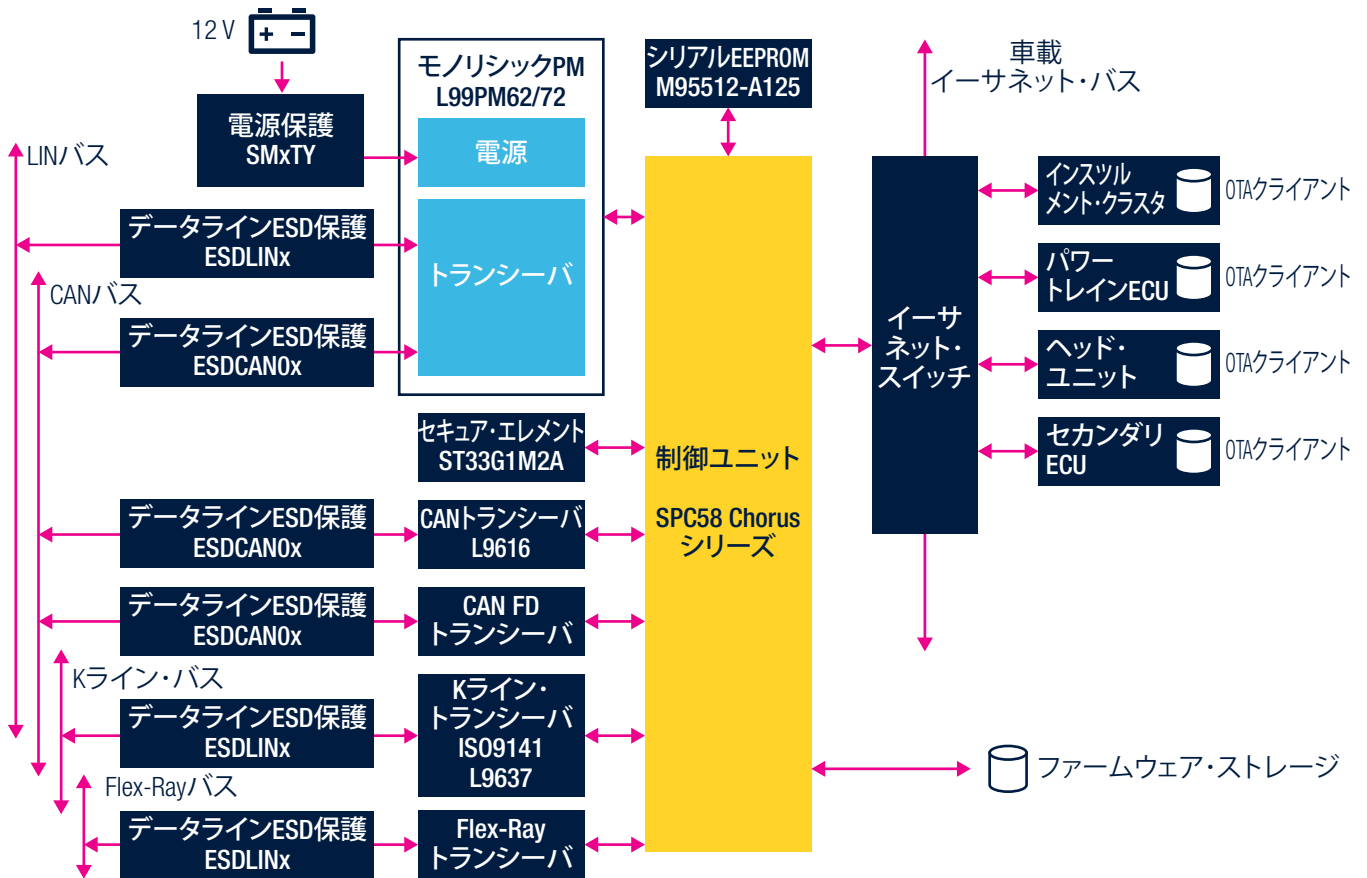 12 V
電源保護
SMxTY
モノリシックPM
L99PM62/72
電源
トランシーバ
シリアルEEPROM
M95512-A125
車載
イーサネット・バス
LINバス
データラインESD保護
ESDLINx
CANバス
データラインESD保護
ESDCAN0x
セキュア・エレメント
ST33G1M2A
データラインESD保護
ESDCAN0x
CANトランシーバ
L9616
データラインESD保護
ESDCAN0x
CAN FD
トランシーバ
Kライン・バス
データラインESD保護
ESDLINx
Kライン・
トランシーバ
ISO9141
L9637
Flex-Rayバス
データラインESD保護
ESDLINx
Flex-Ray
トランシーバ
制御ユニット
SPC58 Chorus
シリーズ
イーサ
ネット・
スイッチ
インスツル
メント・クラスタ
OTAクライアント
パワー
トレインECU
OTAクライアント
ヘッド・
ユニット
OTAクライアント
セカンダリ
ECU
OTAクライアント
ファームウェア・ストレージ